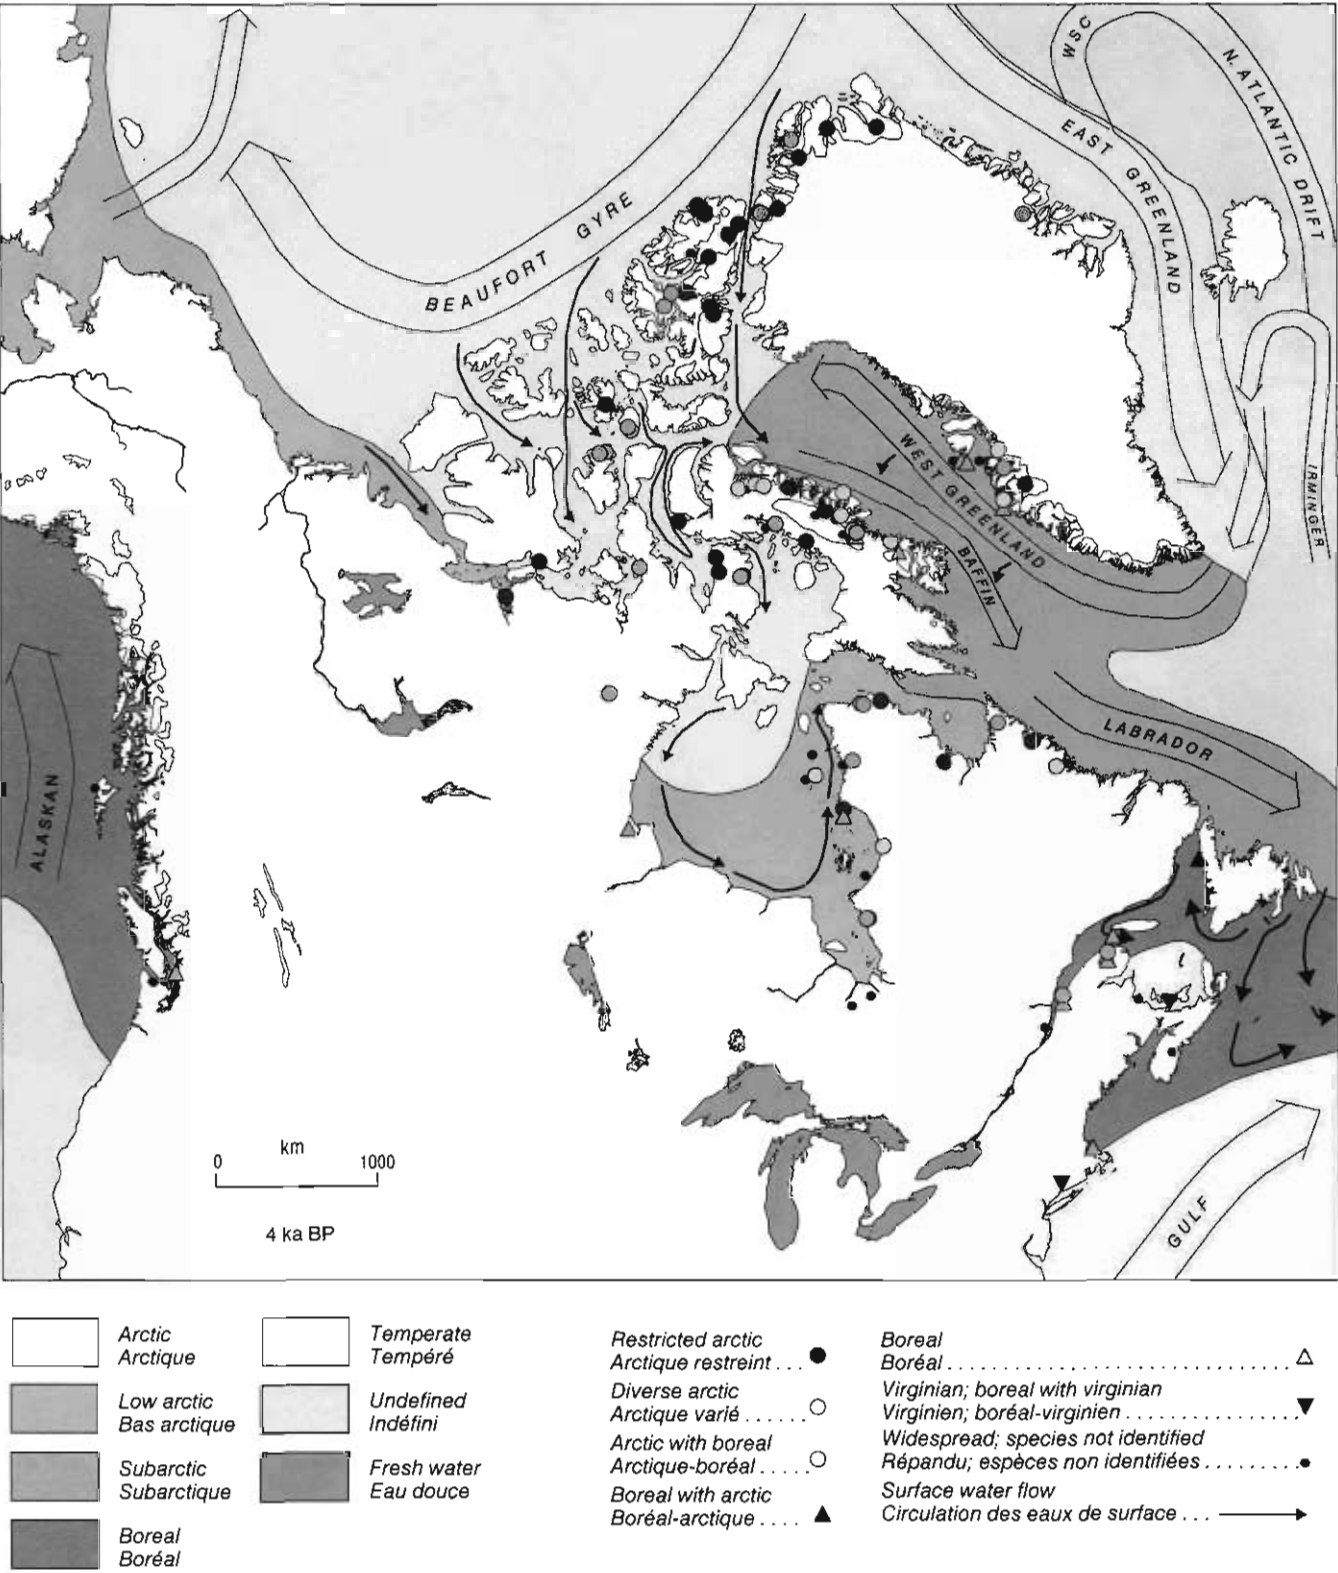 WSC
N. ATLANTIC DRIFT
EAST GREENLAND
BEAUFORT GYRE
WEST GREENLAND
BAFFIN
IRMINGER
LABRADOR
ALASKAN
GULF
km
0 1000
4 ka BP
Arctic
Arctique
Low arctic
Bas arctique
Subarctic
Subarctique
Boreal
Boréal
Temperate
Tempéré
Undefined
Indéfini
Fresh water
Eau douce
Restricted arctic
Arctique restreint . . .
Diverse arctic
Arctique varié . . . . . .
Arctic with boreal
Arctique-boréal . . . . .
Boreal with arctic
Boréal-arctique . . . .
Boreal
Boréal . . . . . . . . . . . . . . . . . . . . . . . . . . . . . .
Virginian; boreal with virginian
Virginien; boréal-virginien . . . . . . . . . . . . . . .
Widespread; species not identified
Répandu; espèces non identifiées . . . . . . . .
Surface water flow
Circulation des eaux de surface . . .